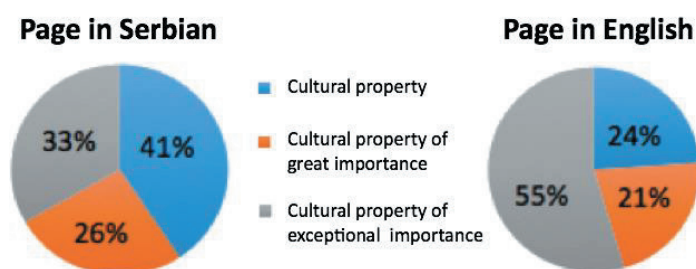 Page in Serbian
33%
41%
26%
Cultural property
Cultural property of
great importance
Cultural property of
exceptional importance
Page in English
24%
55%
21%